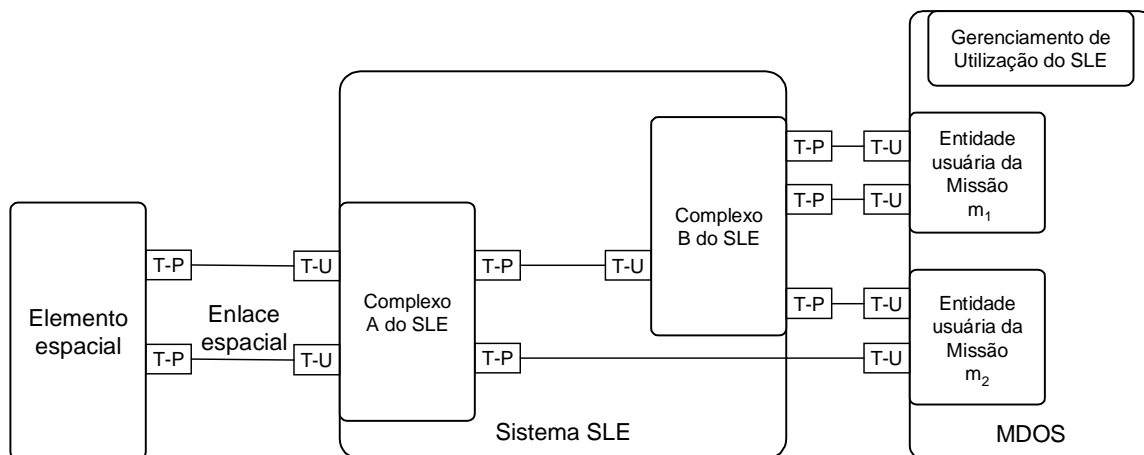 Gerenciamento de
Utilização do SLE
T-P
T-U
Entidade
usuária da
Missão
m1
T-P
T-U
Complexo
B do SLE
T-P
T-U
Complexo
A do SLE
T-P
T-U
T-P
T-U
Entidade
usuária da
Missão
m2
Elemento
espacial
Enlace
espacial
T-P
T-U
T-P
T-U
Sistema SLE
MDOS